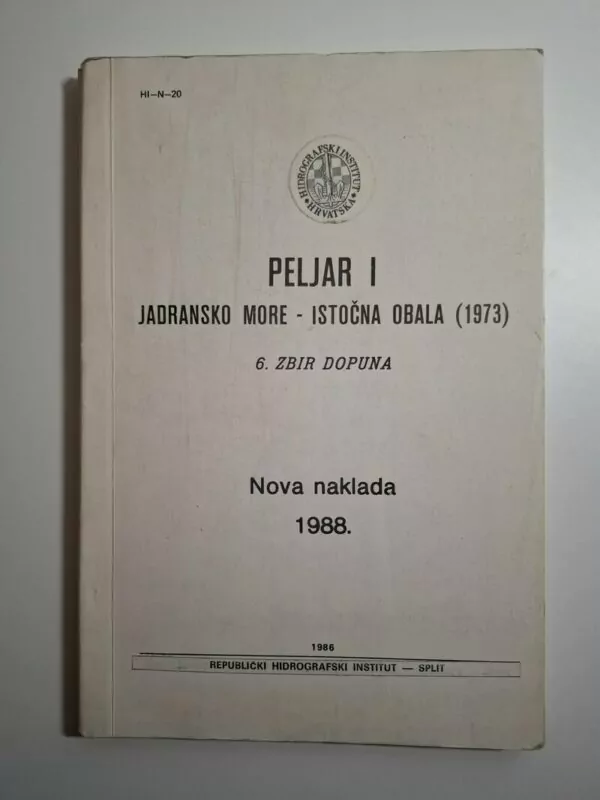 HI–N–20
HIDROGRAFSKI INSTITUT
HRVATSKA
PELJAR I
JADRANSKO MORE - ISTOČNA OBALA (1973)
6. ZBIR DOPUNA
Nova naklada
1988.
1986
REPUBLIČKI HIDROGRAFSKI INSTITUT — SPLIT